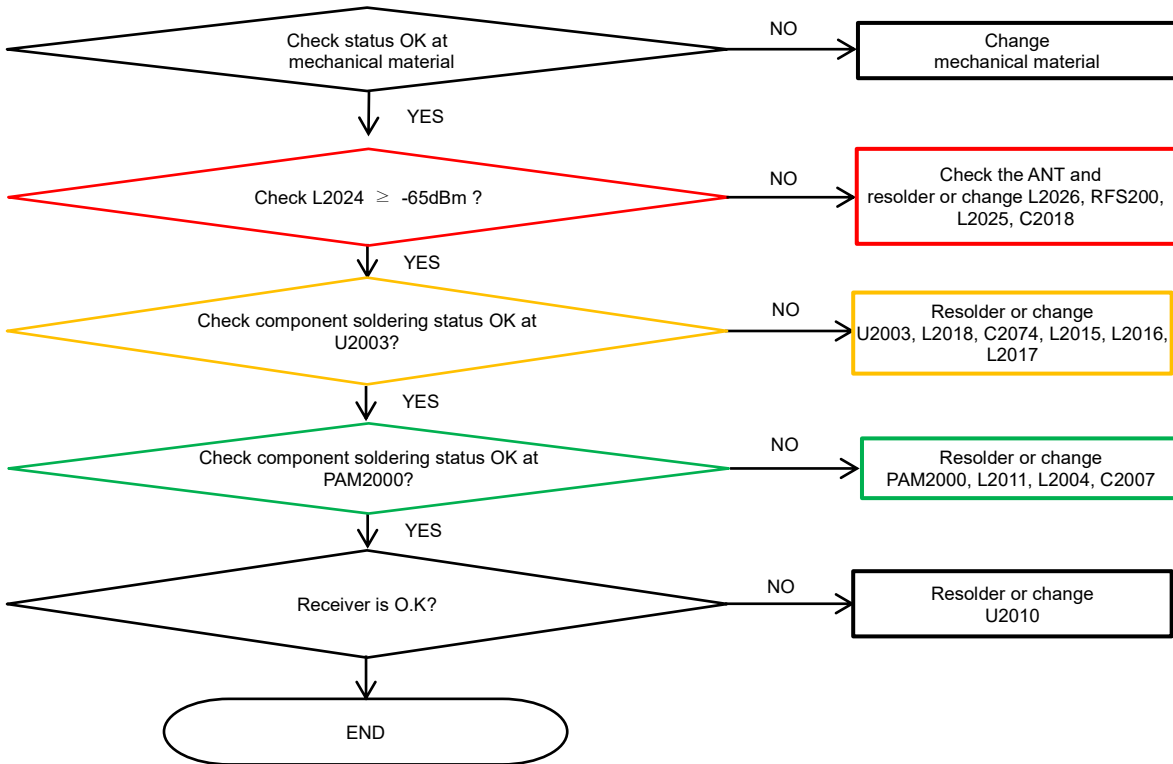 Check status OK at
mechanical material
NO
Change
mechanical material
YES
Check L2024 ≥ -65dBm ?
NO
Check the ANT and
resolder or change L2026, RFS200,
L2025, C2018
YES
Check component soldering status OK at
U2003?
NO
Resolder or change
U2003, L2018, C2074, L2015, L2016,
L2017
YES
Check component soldering status OK at
PAM2000?
NO
Resolder or change
PAM2000, L2011, L2004, C2007
YES
Receiver is O.K?
NO
Resolder or change
U2010
END